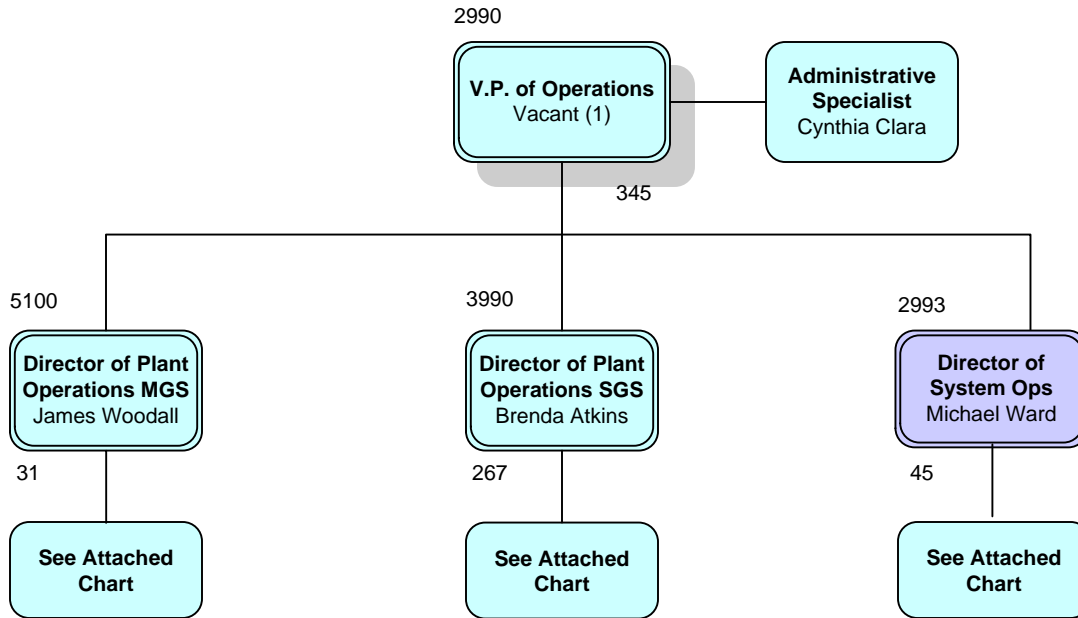 2990
V.P. of Operations
Vacant (1)
Administrative
Specialist
Cynthia Clara
345
5100
Director of Plant
Operations MGS
James Woodall
31
See Attached
Chart
3990
Director of Plant
Operations SGS
Brenda Atkins
267
See Attached
Chart
2993
Director of
System Ops
Michael Ward
45
See Attached
Chart